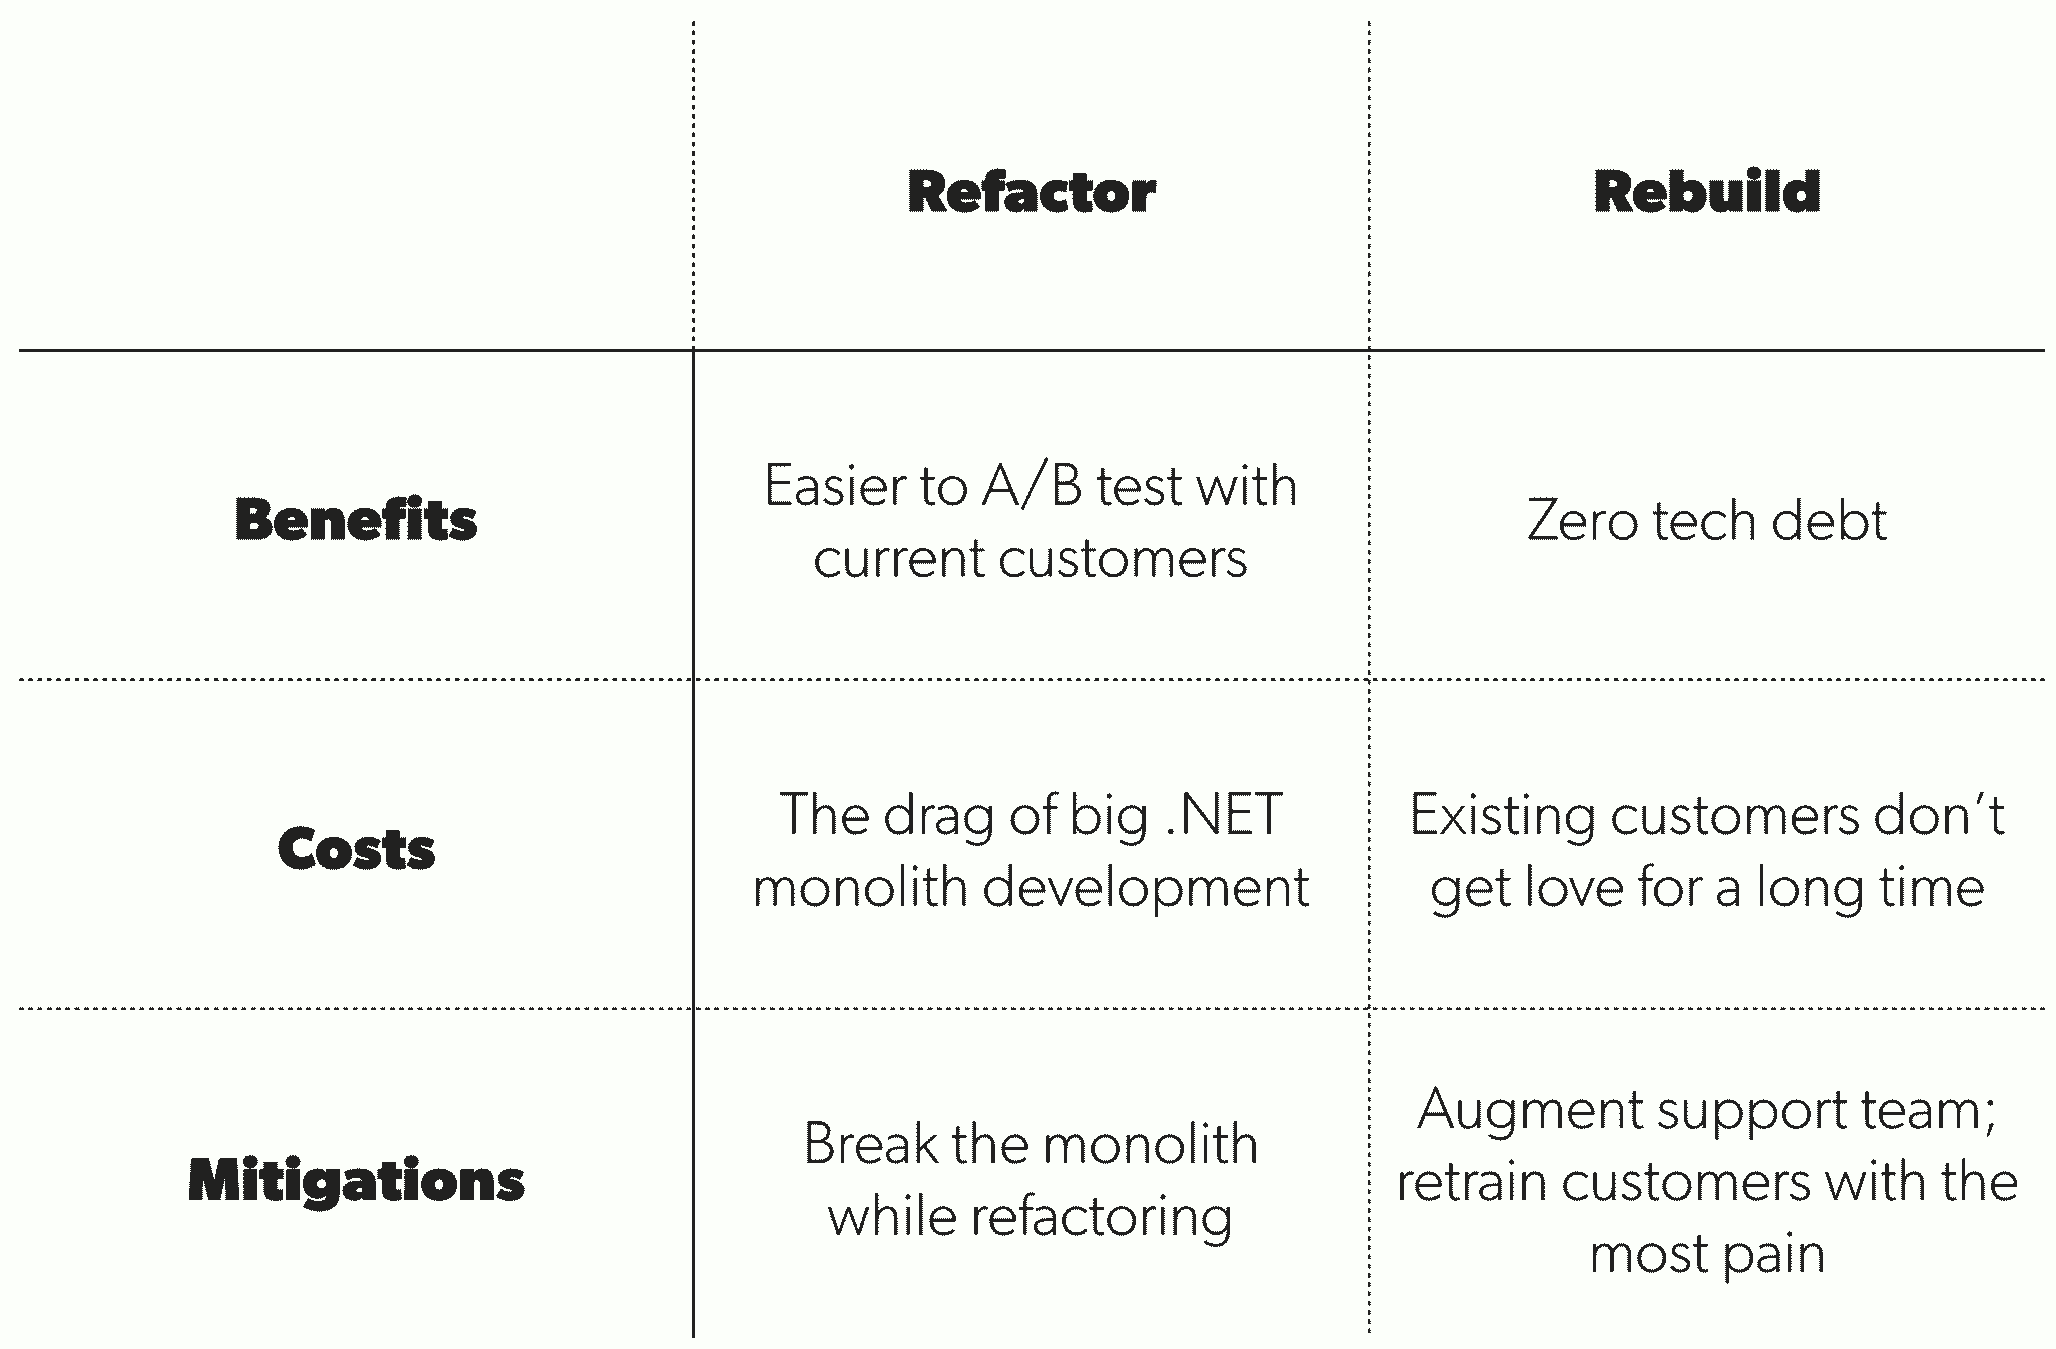 Refactor
Rebuild
Benefits
Easier to A/B test with
current customers
Zero tech debt
Costs
The drag of big .NET
monolith development
Existing customers don’t
get love for a long time
Mitigations
Break the monolith
while refactoring
Augment support team;
retrain customers with the
most pain